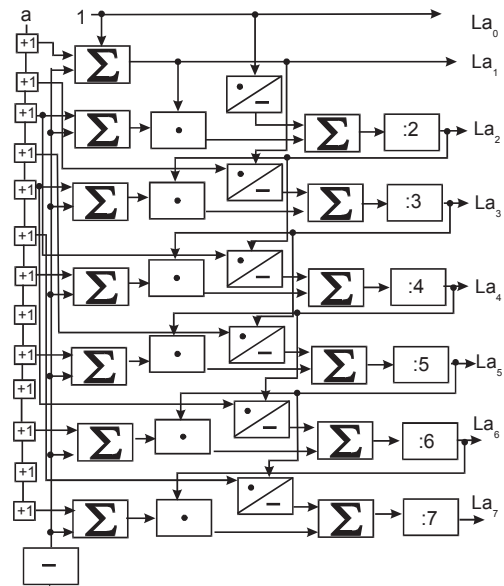 a
1 La₀
+1 Σ La₁
+1 • −
+1 Σ • Σ :2 La₂
+1 • −
+1 Σ • Σ :3 La₃
+1 • −
+1 Σ • Σ :4 La₄
+1 • −
+1 Σ • Σ :5 La₅
+1 • −
+1 Σ • Σ :6 La₆
+1 • −
+1 Σ • Σ :7 La₇
−